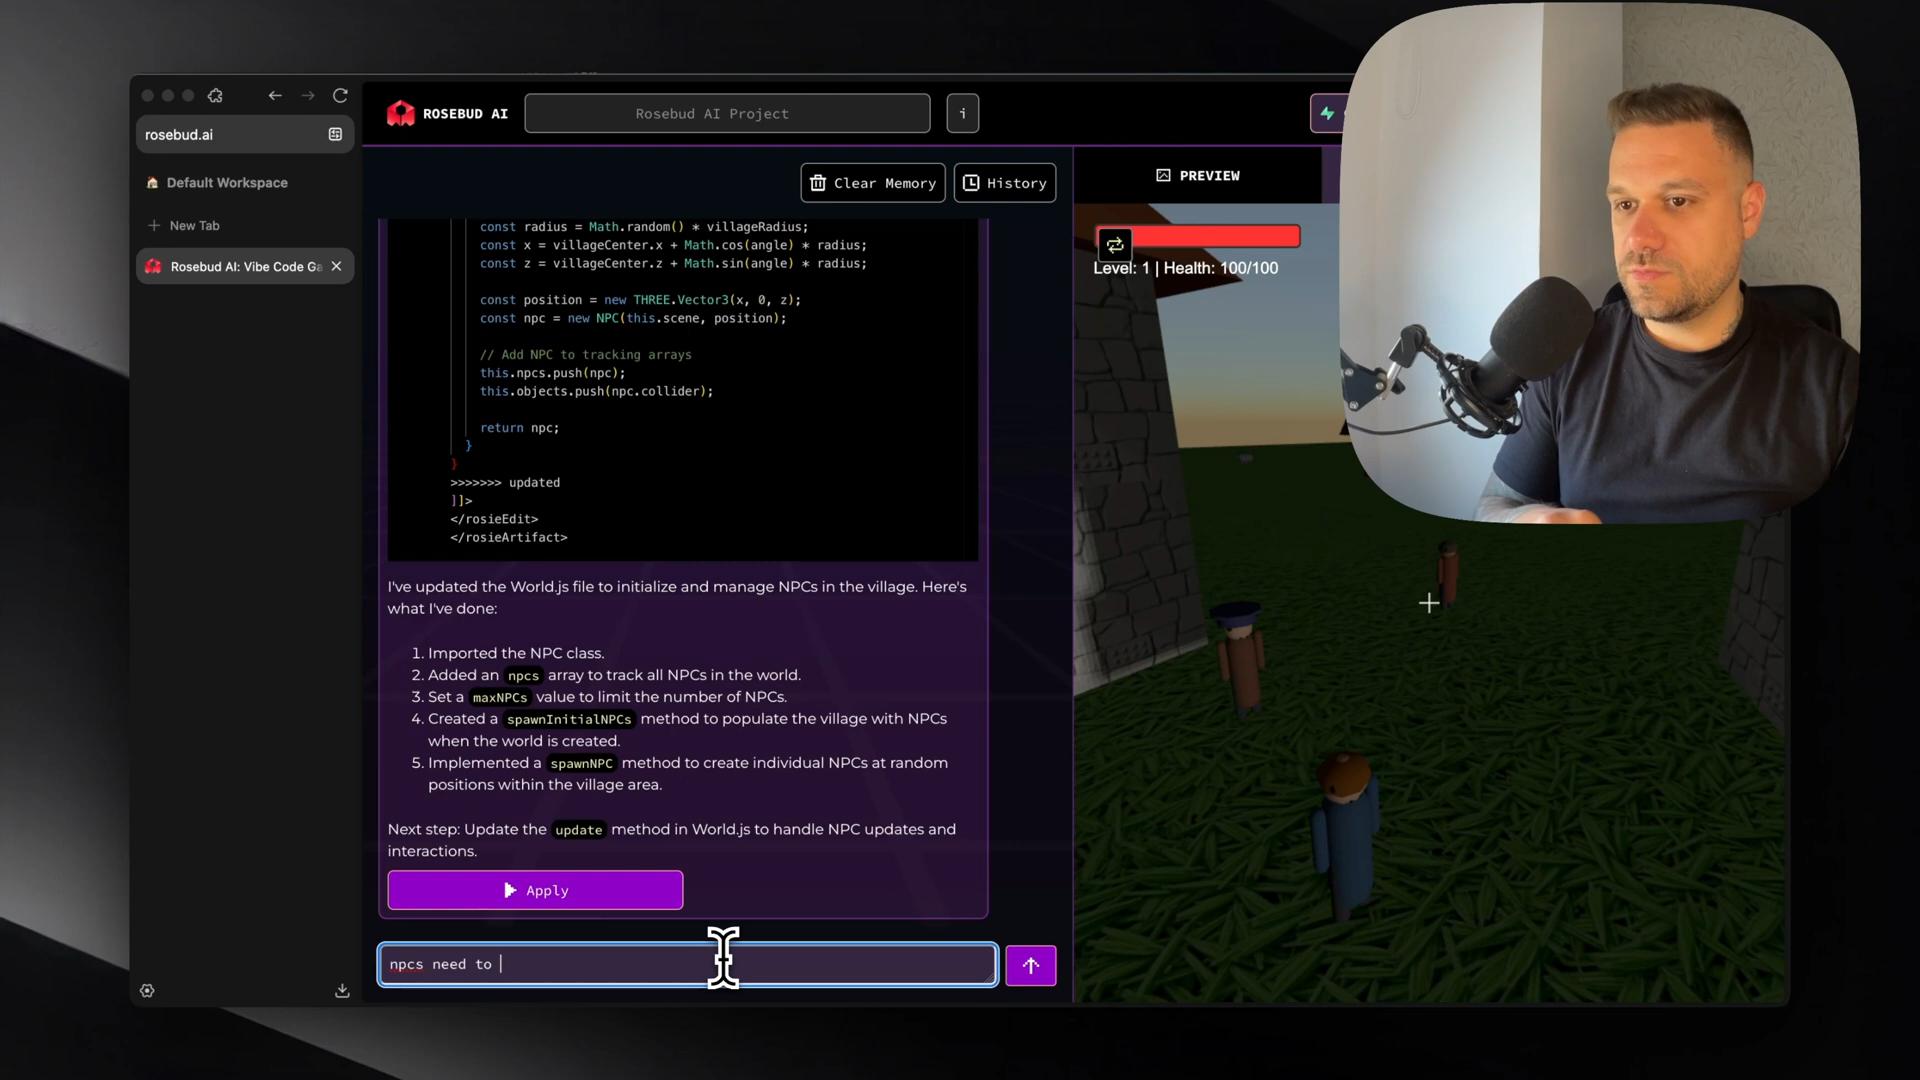 ROSEBUD AI
Rosebud AI Project
i
rosebud.ai
Default Workspace
New Tab
Rosebud AI: Vibe Code Ga
Clear Memory
History
const radius = Math.random() * villageRadius;
const x = villageCenter.x + Math.cos(angle) * radius;
const z = villageCenter.z + Math.sin(angle) * radius;
const position = new THREE.Vector3(x, 0, z);
const npc = new NPC(this.scene, position);
// Add NPC to tracking arrays
this.npcs.push(npc);
this.objects.push(npc.collider);
return npc;
}
}
>>>>>>> updated
]]>
</rosieEdit>
</rosieArtifact>
I've updated the World.js file to initialize and manage NPCs in the village. Here's
what I've done:
1. Imported the NPC class.
2. Added an npcs array to track all NPCs in the world.
3. Set a maxNPCs value to limit the number of NPCs.
4. Created a spawnInitialNPCs method to populate the village with NPCs
when the world is created.
5. Implemented a spawnNPC method to create individual NPCs at random
positions within the village area.
Next step: Update the update method in World.js to handle NPC updates and
interactions.
Apply
npcs need to
PREVIEW
Level: 1 | Health: 100/100